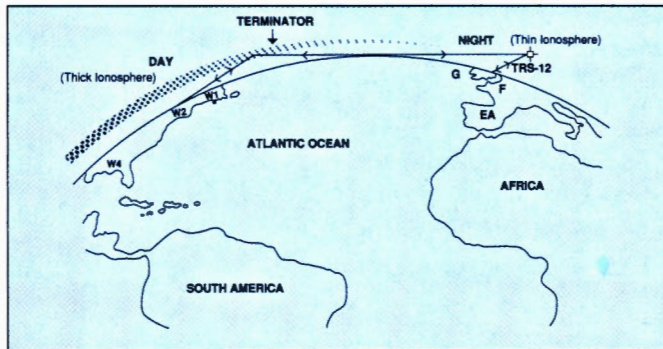 TERMINATOR
DAY
(Thick Ionosphere)
NIGHT
(Thin Ionosphere)
TRS-12
G
F
W1
W2
EA
W4
ATLANTIC OCEAN
AFRICA
SOUTH AMERICA